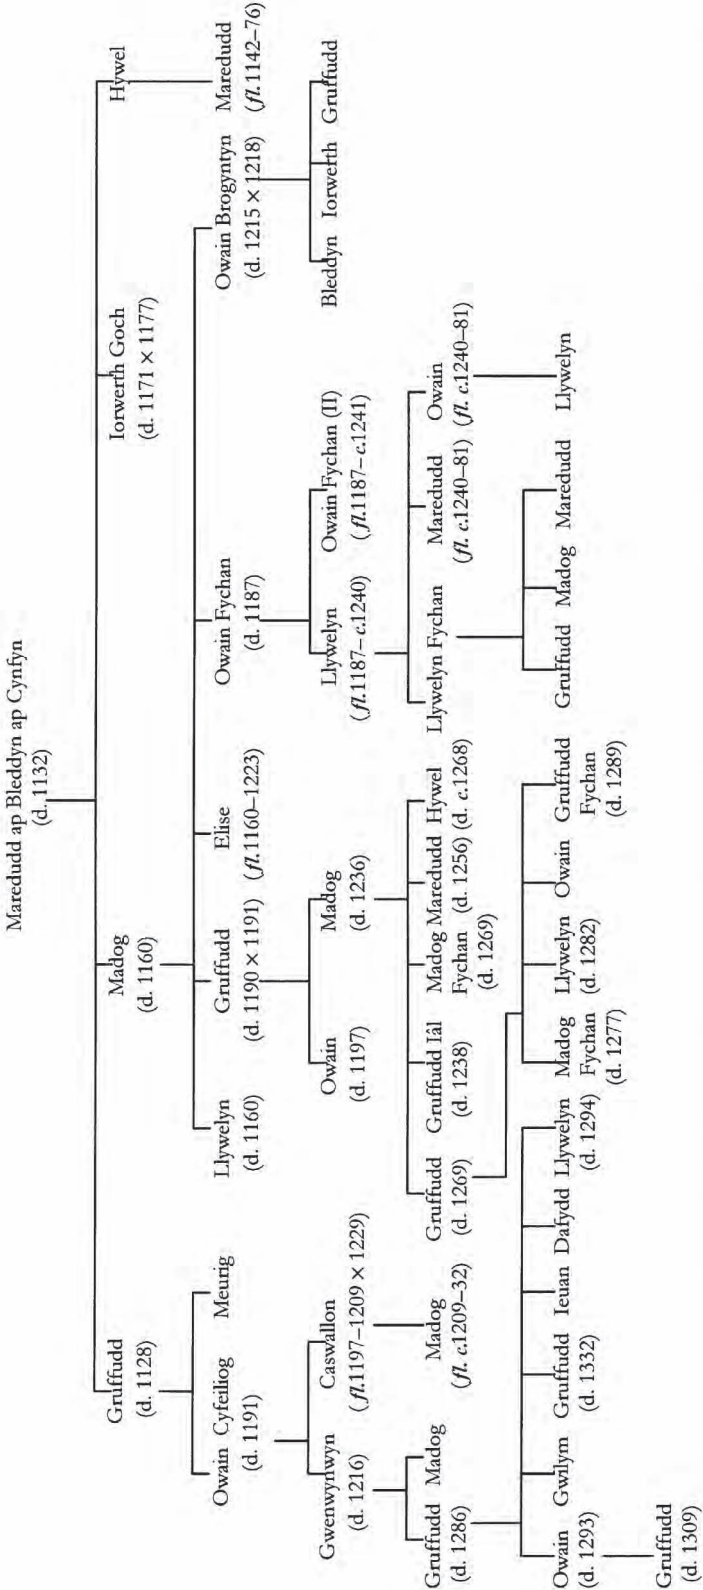 Maredudd ap Bleddyn ap Cynfyn
(d. 1132)
Gruffudd
(d. 1128)
Madog
(d. 1160)
Iorwerth Goch
(d. 1171 × 1177)
Hywel
Owain Cyfeiliog
(d. 1191)
Meurig
Llywelyn
(d. 1160)
Gruffudd
(d. 1190 × 1191)
Elise
(fl.1160–1223)
Owain Fychan
(d. 1187)
Owain Brogyntyn
(d. 1215 × 1218)
Maredudd
(fl.1142–76)
Gwenwynwyn
(d. 1216)
Caswallon
(fl.1197–1209 × 1229)
Owain
(d. 1197)
Madog
(d. 1236)
Llywelyn
(fl.1187–c.1240)
Owain Fychan (II)
(fl.1187–c.1241)
Bleddyn
Iorwerth
Gruffudd
Gruffudd
(d. 1286)
Madog
Madog
(fl. c.1209–32)
Gruffudd
(d. 1269)
Gruffudd Iâl
(d. 1238)
Madog
Fychan
(d. 1269)
Maredudd
(d. 1256)
Hywel
(d. c.1268)
Llywelyn Fychan
Maredudd
(fl. c.1240–81)
Owain
(fl. c.1240–81)
Owain
(d. 1293)
Gwilym
Gruffudd
(d. 1332)
Ieuan
Dafydd
Llywelyn
(d. 1294)
Madog
Fychan
(d. 1277)
Llywelyn
(d. 1282)
Owain
Gruffudd
Fychan
(d. 1289)
Gruffudd
Madog
Maredudd
Llywelyn
Gruffudd
(d. 1309)